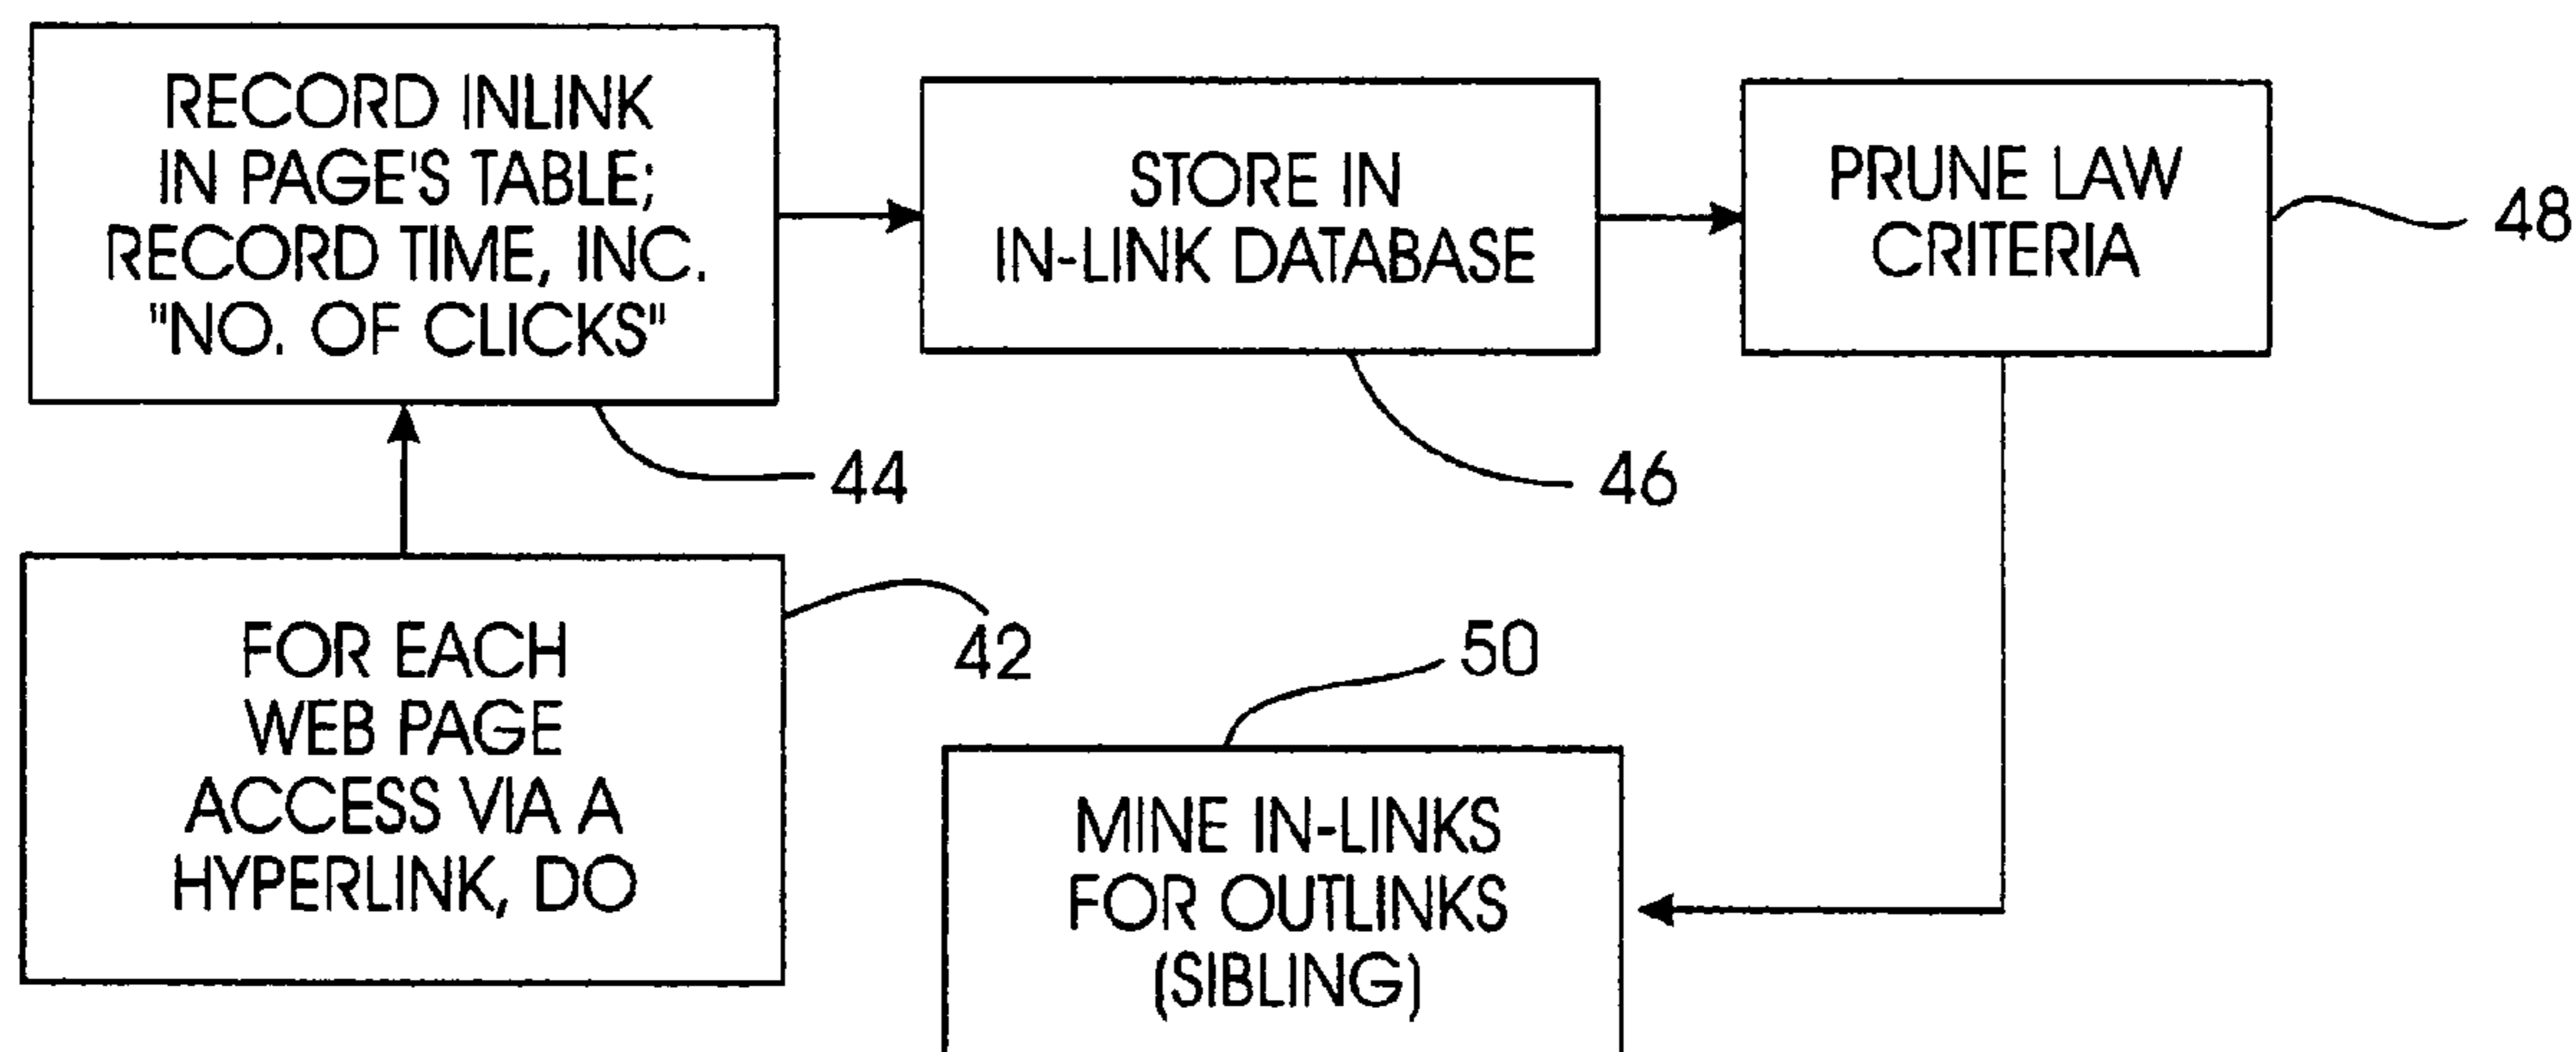 RECORD INLINK
IN PAGE'S TABLE;
RECORD TIME, INC.
"NO. OF CLICKS"
44
STORE IN
IN-LINK DATABASE
46
PRUNE LAW
CRITERIA
48
FOR EACH
WEB PAGE
ACCESS VIA A
HYPERLINK, DO
42
50
MINE IN-LINKS
FOR OUTLINKS
(SIBLING)